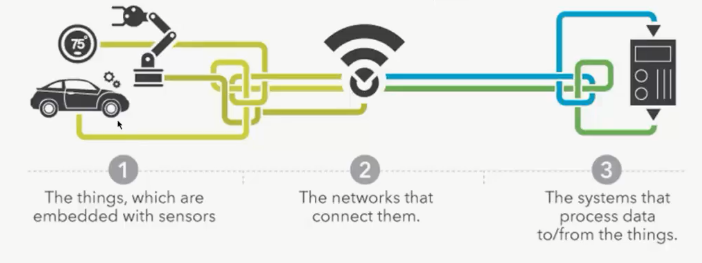 75°
1
The things, which are
embedded with sensors
2
The networks that
connect them.
3
The systems that
process data
to/from the things.